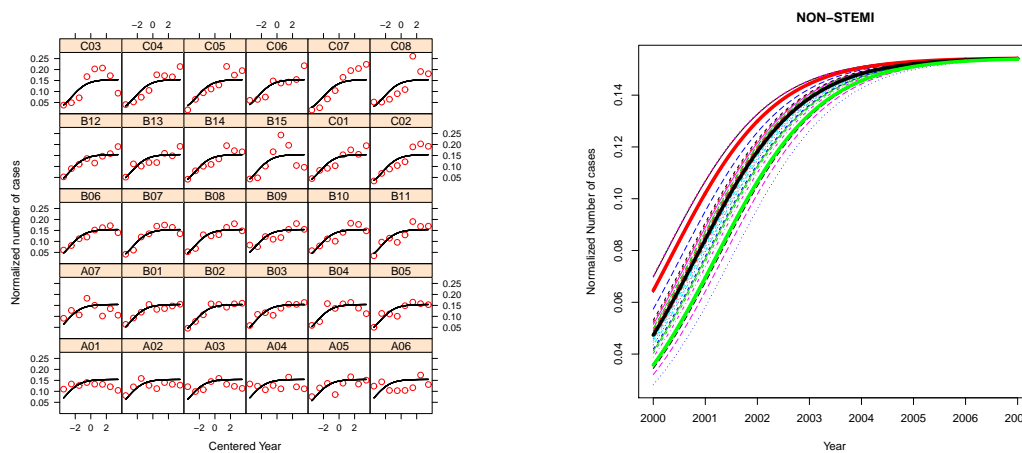 −2 0 2 −2 0 2 −2 0 2
C03 C04 C05 C06 C07 C08
0.25
0.20
0.15
0.10
0.05
B12 B13 B14 B15 C01 C02
0.25
0.20
0.15
0.10
0.05
B06 B07 B08 B09 B10 B11
0.25
0.20
0.15
0.10
0.05
A07 B01 B02 B03 B04 B05
0.25
0.20
0.15
0.10
0.05
A01 A02 A03 A04 A05 A06
0.25
0.20
0.15
0.10
0.05
−2 0 2 −2 0 2 −2 0 2
Centered Year
Normalized number of cases
NON−STEMI
0.14
0.12
0.10
0.08
0.06
0.04
Normalized Number of cases
2000 2001 2002 2003 2004 2005 2006 200
Year